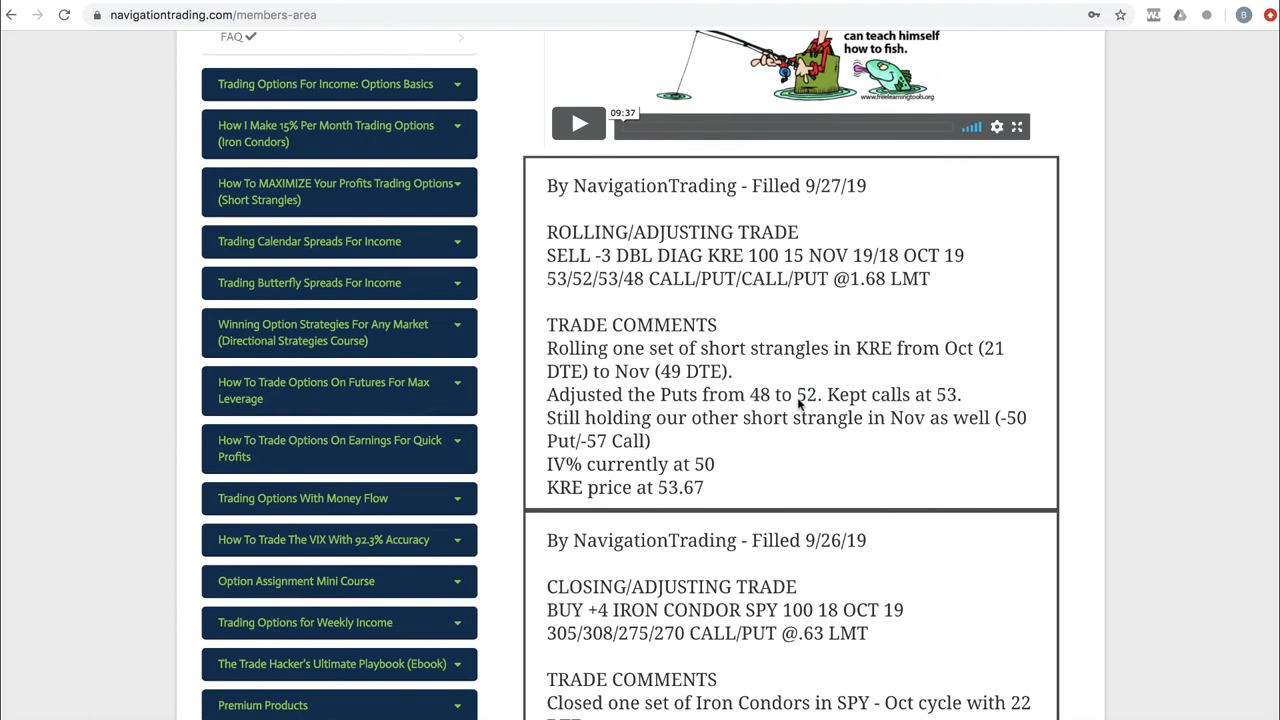 navigationtrading.com/members-area
B
FAQ
Trading Options For Income: Options Basics
How I Make 15% Per Month Trading Options
(Iron Condors)
How To MAXIMIZE Your Profits Trading Options
(Short Strangles)
Trading Calendar Spreads For Income
Trading Butterfly Spreads For Income
Winning Option Strategies For Any Market
(Directional Strategies Course)
How To Trade Options On Futures For Max
Leverage
How To Trade Options On Earnings For Quick
Profits
Trading Options With Money Flow
How To Trade The VIX With 92.3% Accuracy
Option Assignment Mini Course
Trading Options for Weekly Income
The Trade Hacker's Ultimate Playbook (Ebook)
Premium Products
can teach himself
how to fish.
www.freelearningtools.org
09:37
By NavigationTrading - Filled 9/27/19
ROLLING/ADJUSTING TRADE
SELL -3 DBL DIAG KRE 100 15 NOV 19/18 OCT 19
53/52/53/48 CALL/PUT/CALL/PUT @1.68 LMT
TRADE COMMENTS
Rolling one set of short strangles in KRE from Oct (21
DTE) to Nov (49 DTE).
Adjusted the Puts from 48 to 52. Kept calls at 53.
Still holding our other short strangle in Nov as well (-50
Put/-57 Call)
IV% currently at 50
KRE price at 53.67
By NavigationTrading - Filled 9/26/19
CLOSING/ADJUSTING TRADE
BUY +4 IRON CONDOR SPY 100 18 OCT 19
305/308/275/270 CALL/PUT @.63 LMT
TRADE COMMENTS
Closed one set of Iron Condors in SPY - Oct cycle with 22